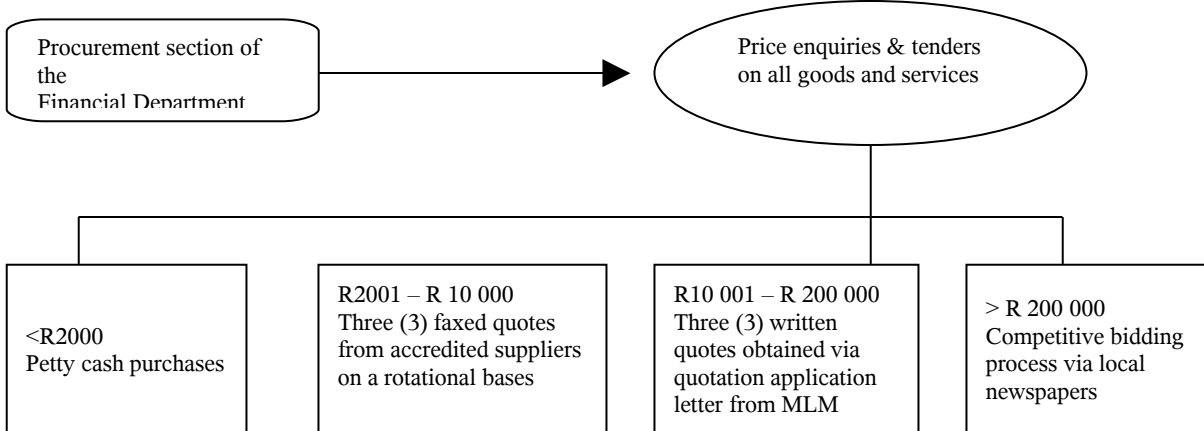 Procurement section of
the
Financial Department
Price enquiries & tenders
on all goods and services
<R2000
Petty cash purchases
R2001 – R 10 000
Three (3) faxed quotes
from accredited suppliers
on a rotational bases
R10 001 – R 200 000
Three (3) written
quotes obtained via
quotation application
letter from MLM
> R 200 000
Competitive bidding
process via local
newspapers